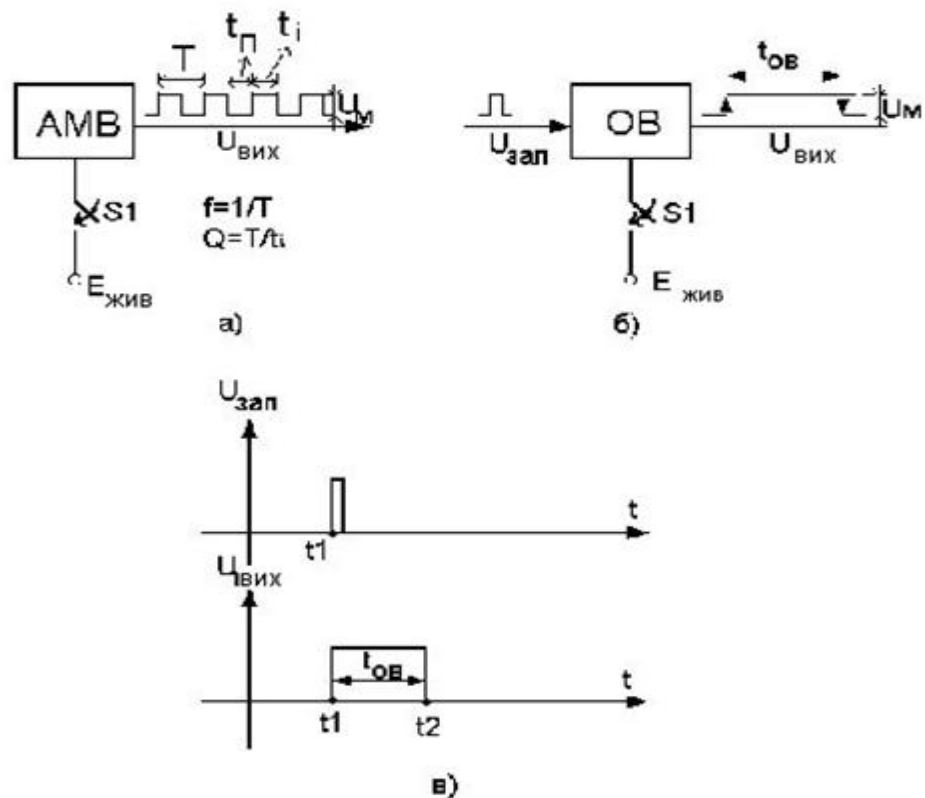 T
tп
ti
Uм
АМВ
Uвих
S1
f=1/T
Q=T/ti
Eжив
а)
tОВ
Uм
ОВ
Uзап
Uвих
S1
E жив
б)
Uзап
t
t1
Uвих
tОВ
t
t1
t2
в)